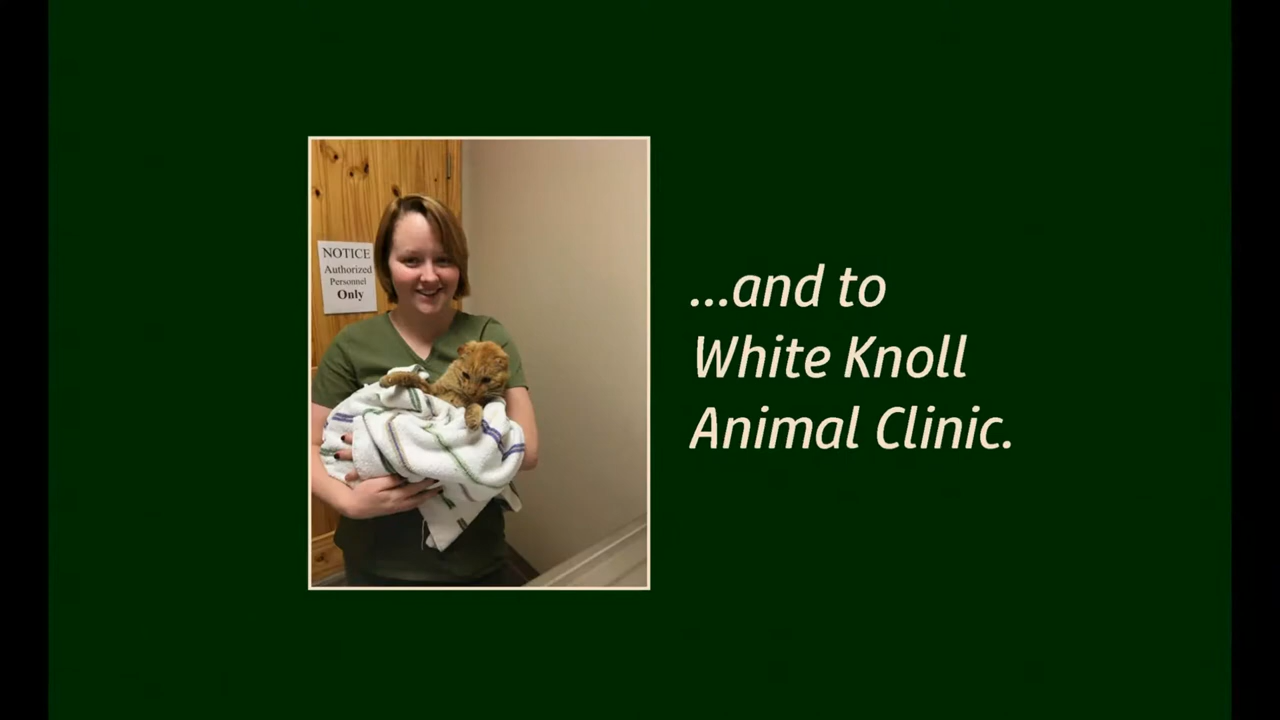 NOTICE
Authorized
Personnel
Only
...and to
White Knoll
Animal Clinic.